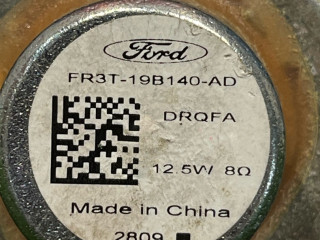 Ford
FR3T-19B140-AD
DRQFA
12.5W 8Ω
Made in China
2809